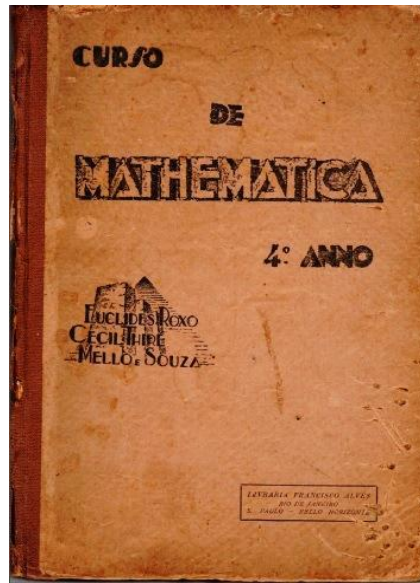 CURSO
DE
MATHEMATICA
4º ANNO
EUCLIDES ROXO
CECIL THIRÉ
MELLO E SOUZA
LIVRARIA FRANCISCO ALVES
RIO DE JANEIRO
S. PAULO - BELLO HORIZONTE